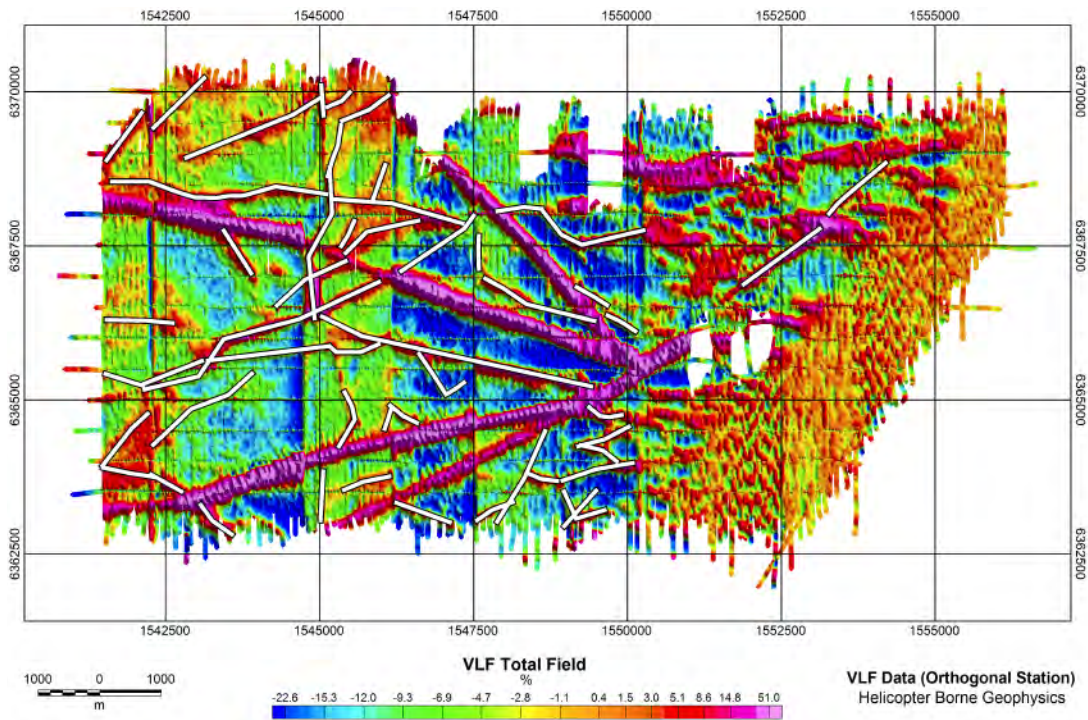 1542500 1545000 1547500 1550000 1552500 1555000
6370000 6370000
6367500 6367500
6365000 6365000
6362500 6362500
1542500 1545000 1547500 1550000 1552500 1555000
VLF Total Field
%
1000 0 1000
m
-22.6 -15.3 -12.0 -9.3 -6.9 -4.7 -2.8 -1.1 0.4 1.5 3.0 5.1 8.6 14.8 51.0
VLF Data (Orthogonal Station)
Helicopter Borne Geophysics